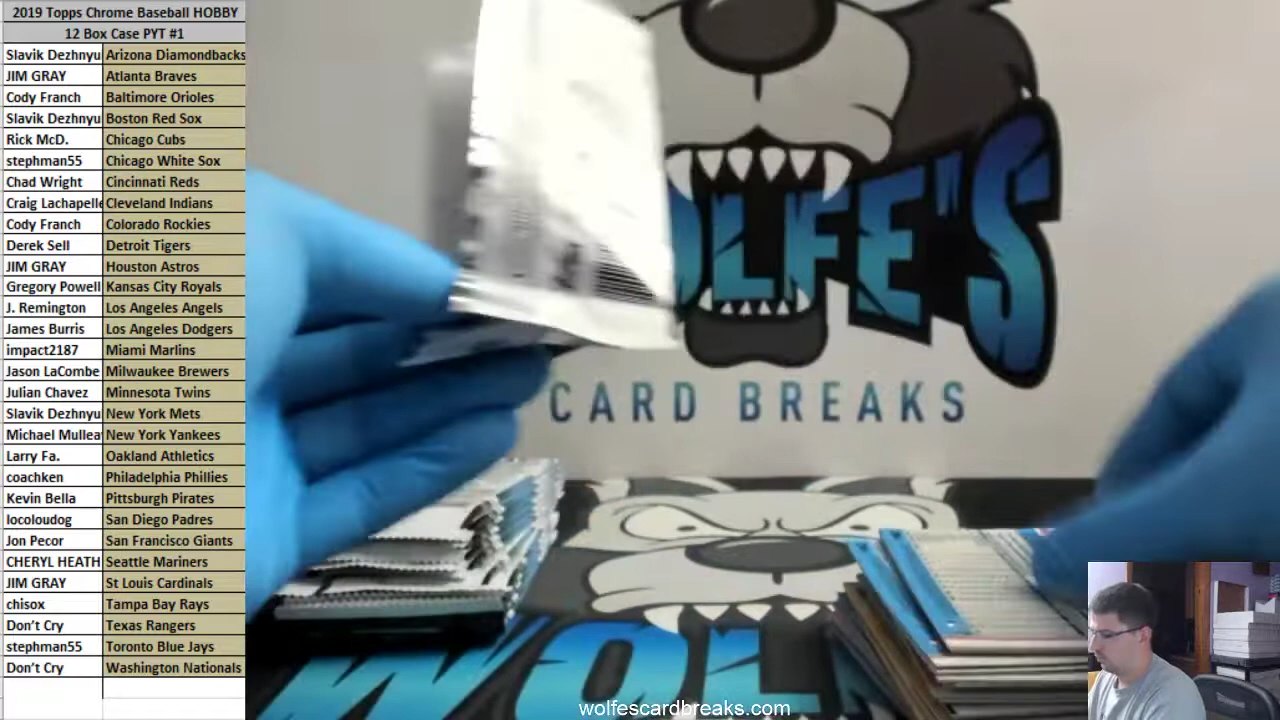 2019 Topps Chrome Baseball HOBBY
12 Box Case PYT #1
Slavik Dezhnyu Arizona Diamondbacks
JIM GRAY Atlanta Braves
Cody Franch Baltimore Orioles
Slavik Dezhnyu Boston Red Sox
Rick McD. Chicago Cubs
stephman55 Chicago White Sox
Chad Wright Cincinnati Reds
Craig Lachapelle Cleveland Indians
Cody Franch Colorado Rockies
Derek Sell Detroit Tigers
JIM GRAY Houston Astros
Gregory Powell Kansas City Royals
J. Remington Los Angeles Angels
James Burris Los Angeles Dodgers
impact2187 Miami Marlins
Jason LaCombe Milwaukee Brewers
Julian Chavez Minnesota Twins
Slavik Dezhnyu New York Mets
Michael Mullea New York Yankees
Larry Fa. Oakland Athletics
coachken Philadelphia Phillies
Kevin Bella Pittsburgh Pirates
locoloudog San Diego Padres
Jon Pecor San Francisco Giants
CHERYL HEATH Seattle Mariners
JIM GRAY St Louis Cardinals
chisox Tampa Bay Rays
Don't Cry Texas Rangers
stephman55 Toronto Blue Jays
Don't Cry Washington Nationals
OLFE'S
CARD BREAKS
WOL
wolfescardbreaks.com